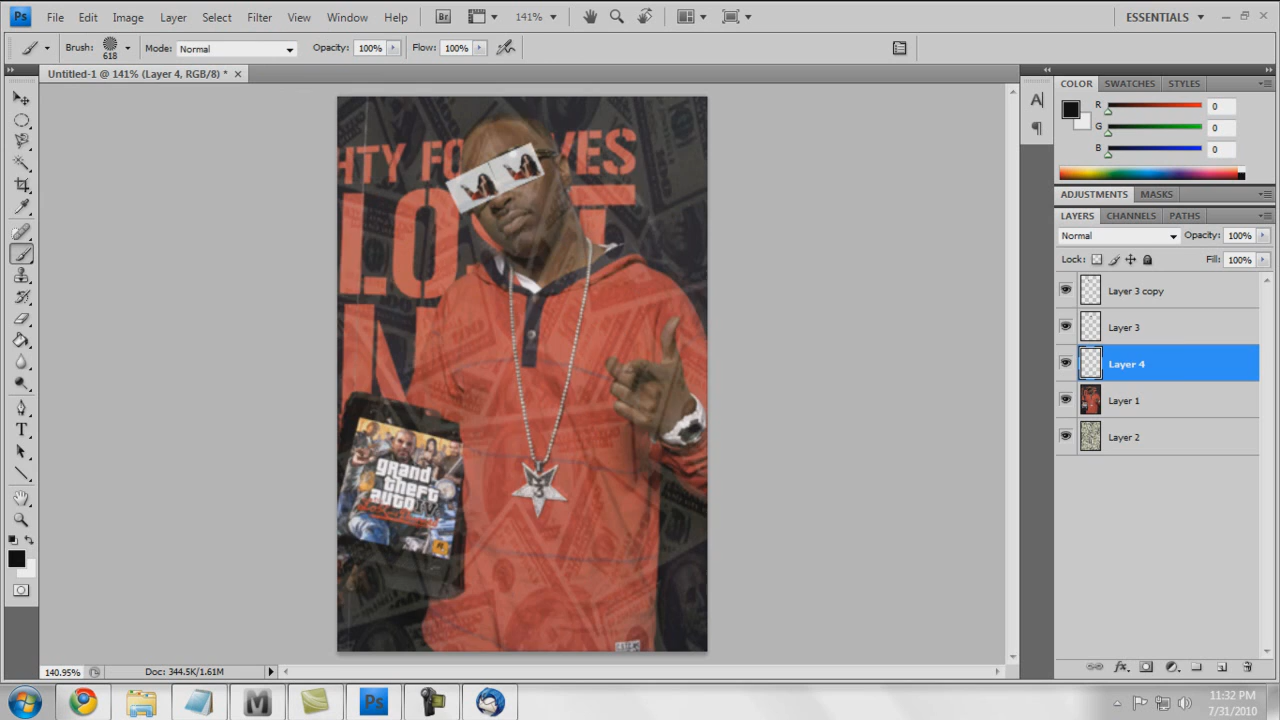 Ps File Edit Image Layer Select Filter View Window Help Br 141% ESSENTIALS
Brush: 618 Mode: Normal Opacity: 100% Flow: 100%
Untitled-1 @ 141% (Layer 4, RGB/8) *
COLOR SWATCHES STYLES
R 0
G 0
B 0
ADJUSTMENTS MASKS
LAYERS CHANNELS PATHS
Normal Opacity: 100%
Lock: Fill: 100%
Layer 3 copy
Layer 3
Layer 4
Layer 1
Layer 2
A
T
HTY FO VES
LO T
N
grand
theft
auto IV
140.95% Doc: 344.5K/1.61M
fx
M Ps
11:32 PM
7/31/2010